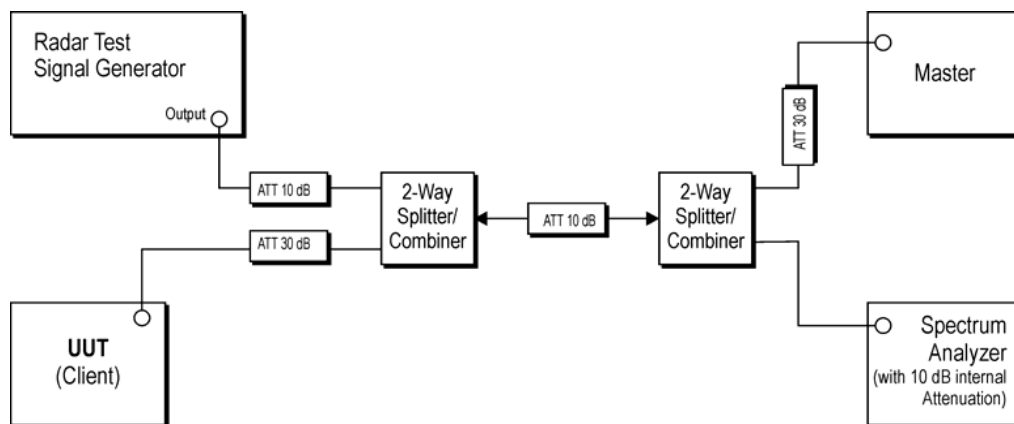 Radar Test
Signal Generator
Output
ATT 10 dB
ATT 30 dB
2-Way
Splitter/
Combiner
ATT 10 dB
2-Way
Splitter/
Combiner
ATT 30 dB
Master
UUT
(Client)
Spectrum
Analyzer
(with 10 dB internal
Attenuation)